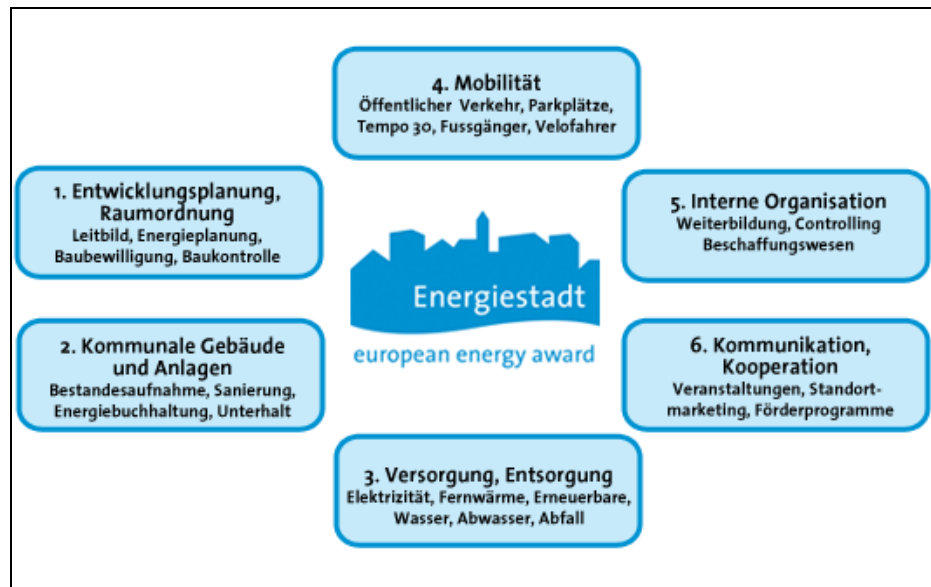 4. Mobilität
Öffentlicher Verkehr, Parkplätze,
Tempo 30, Fussgänger, Velofahrer
1. Entwicklungsplanung,
Raumordnung
Leitbild, Energieplanung,
Baubewilligung, Baukontrolle
5. Interne Organisation
Weiterbildung, Controlling
Beschaffungswesen
Energiestadt
european energy award
2. Kommunale Gebäude
und Anlagen
Bestandesaufnahme, Sanierung,
Energiebuchhaltung, Unterhalt
6. Kommunikation,
Kooperation
Veranstaltungen, Standort-
marketing, Förderprogramme
3. Versorgung, Entsorgung
Elektrizität, Fernwärme, Erneuerbare,
Wasser, Abwasser, Abfall